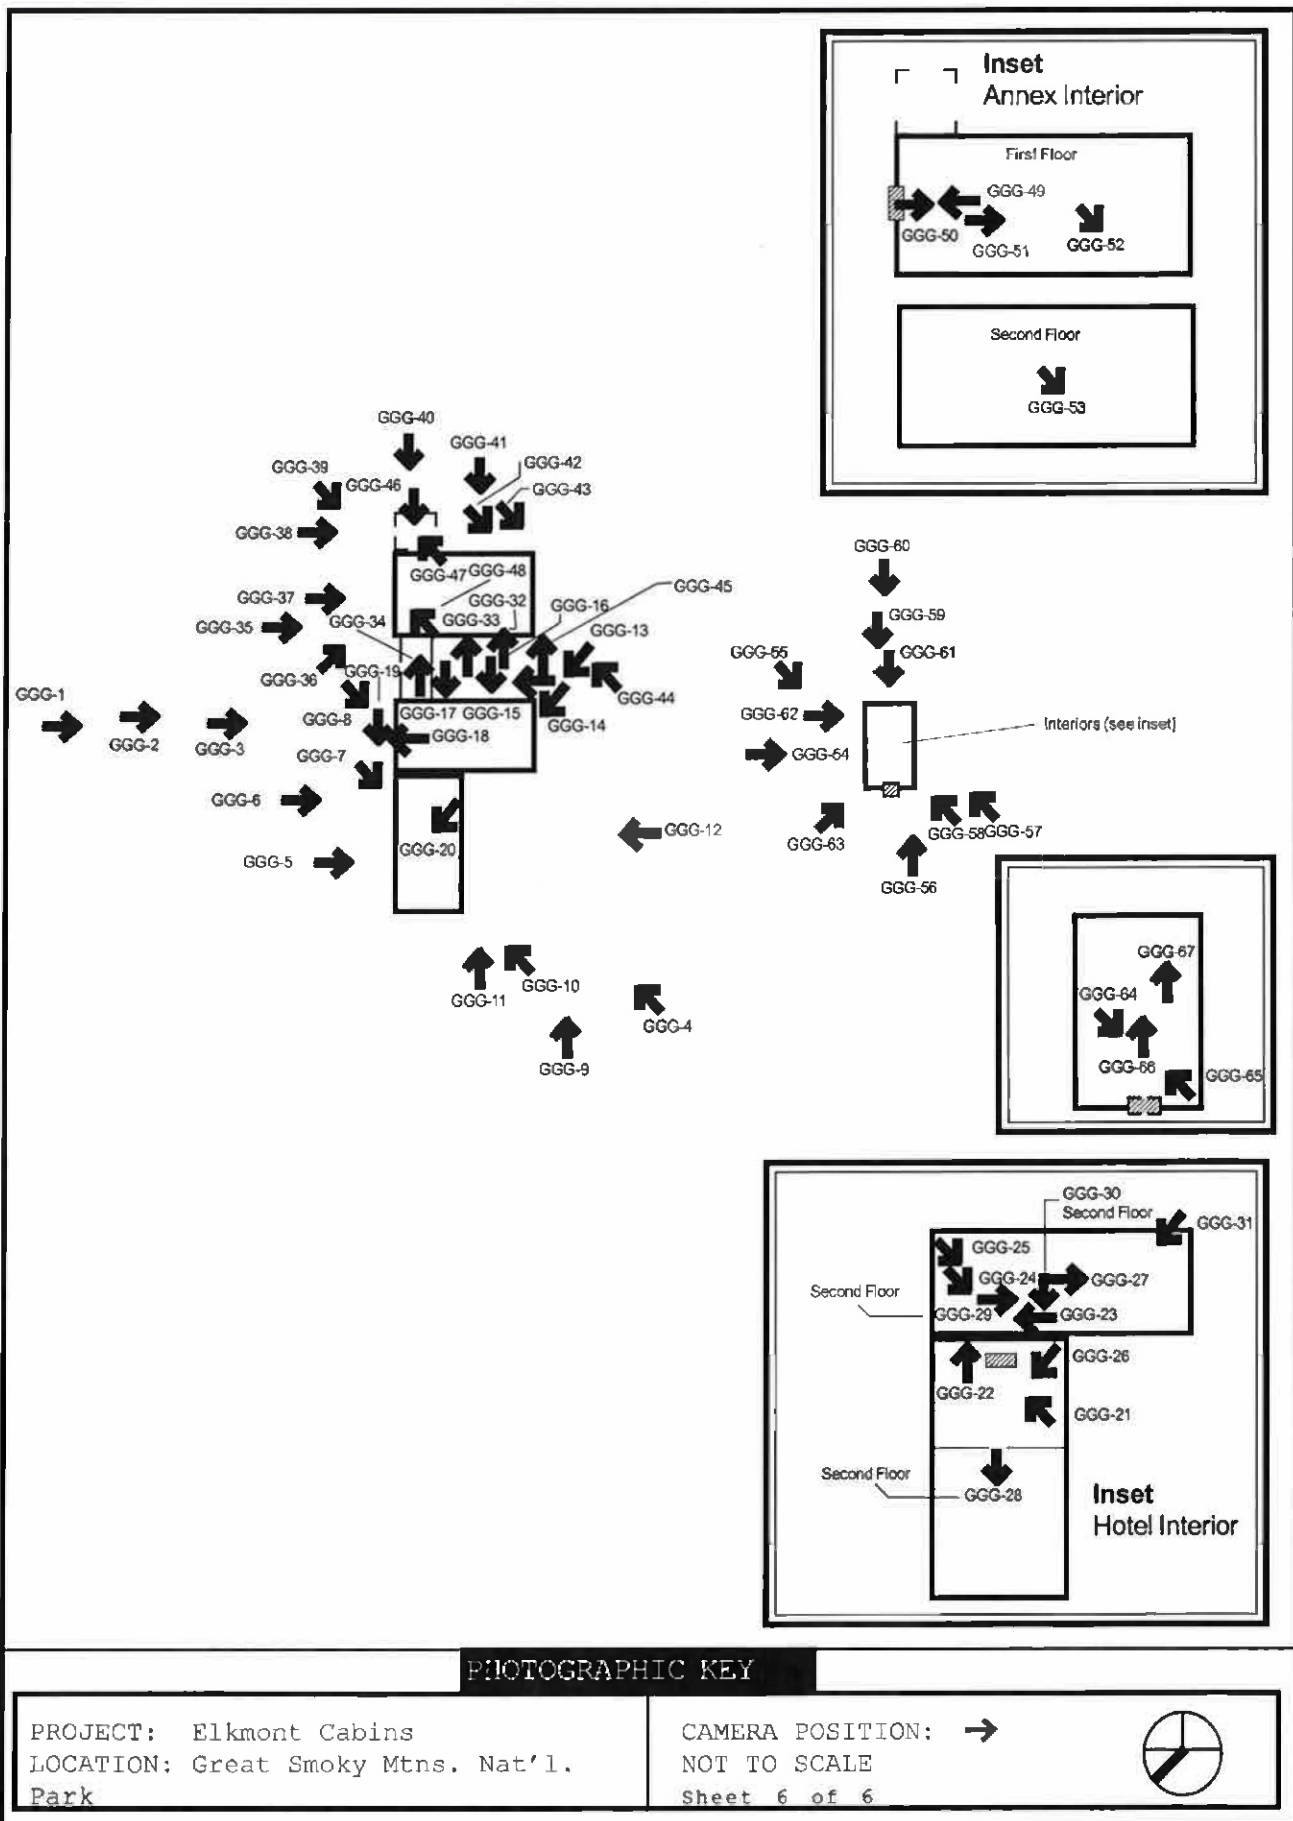 Inset
Annex Interior
First Floor
GGG-49
GGG-50
GGG-51
GGG-52
Second Floor
GGG-53
GGG-40
GGG-41
GGG-42
GGG-39
GGG-46
GGG-43
GGG-38
GGG-60
GGG-47
GGG-48
GGG-45
GGG-37
GGG-32
GGG-16
GGG-59
GGG-35
GGG-34
GGG-33
GGG-13
GGG-55
GGG-61
GGG-36
GGG-19
GGG-44
GGG-1
GGG-8
GGG-17
GGG-15
GGG-14
GGG-62
Interiors (see inset)
GGG-2
GGG-3
GGG-18
GGG-7
GGG-64
GGG-6
GGG-12
GGG-63
GGG-58
GGG-57
GGG-5
GGG-20
GGG-56
GGG-67
GGG-11
GGG-10
GGG-64
GGG-4
GGG-9
GGG-66
GGG-65
GGG-30
Second Floor
GGG-31
GGG-25
GGG-24
GGG-27
Second Floor
GGG-29
GGG-23
GGG-26
GGG-22
GGG-21
Second Floor
GGG-28
Inset
Hotel Interior
PHOTOGRAPHIC KEY
PROJECT: Elkmont Cabins
LOCATION: Great Smoky Mtns. Nat'l.
Park
CAMERA POSITION:
NOT TO SCALE
Sheet 6 of 6